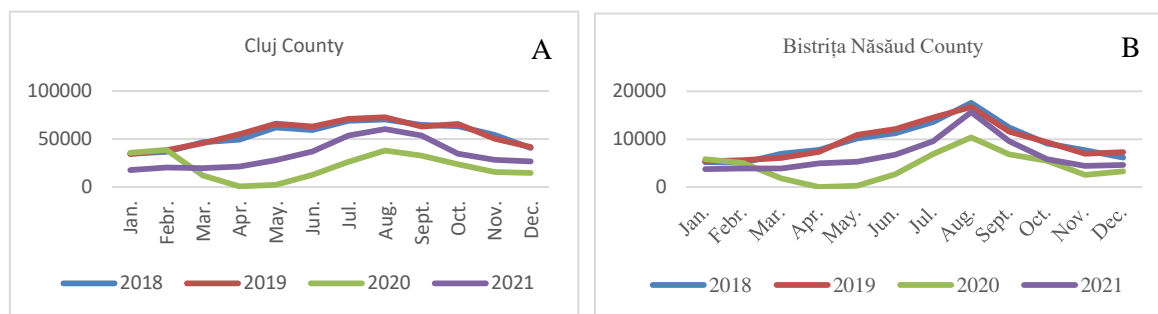 Cluj County
A
100000
50000
0
Jan.
Febr.
Mar.
Apr.
May.
Jun.
Jul.
Aug.
Sept.
Oct.
Nov.
Dec.
2018 2019 2020 2021
Bistrița Năsăud County
B
20000
10000
0
Jan.
Febr.
Mar.
Apr.
May.
Jun.
Jul.
Aug.
Sept.
Oct.
Nov.
Dec.
2018 2019 2020 2021